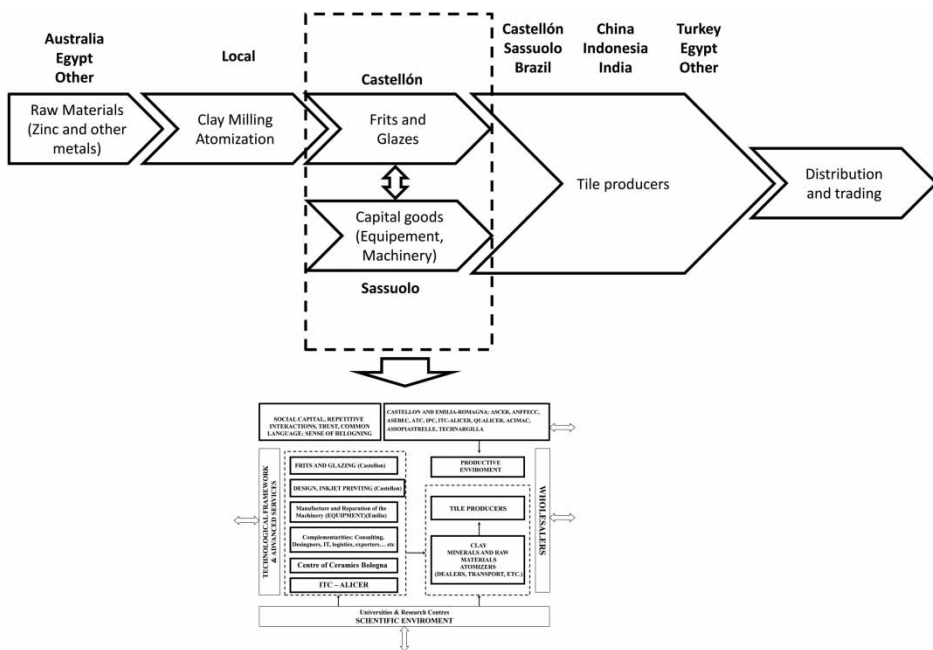 Australia
Egypt
Other
Local
Castellón
Castellón
Sassuolo
Brazil
China
Indonesia
India
Turkey
Egypt
Other
Raw Materials
(Zinc and other
metals)
Clay Milling
Atomization
Frits and
Glazes
Capital goods
(Equipement,
Machinery)
Sassuolo
Tile producers
Distribution
and trading
SOCIAL CAPITAL, REPETITIVE
INTERACTIONS, TRUST, COMMON
LANGUAGE; SENSE OF BELOGNING
CASTELLON AND EMILIA-ROMAGNA: ASCER, ANFFECC,
ASEBEC, ATC, IPC, ITC-ALICER, QUALICER, ACIMAC,
ASSOPIASTRELLE, TECHNARGILLA
TECHNOLOGICAL FRAMEWORK
& ADVANCED SERVICES
FRITS AND GLAZING (Castellon)
DESIGN, INKJET PRINTING (Castellon)
Manufacture and Reparation of the
Machinery (EQUIPMENT)(Emilia)
Complementurities: Consulting,
Desingners, IT, logistics, exporters… etc
Centre of Ceramics Bologna
ITC – ALICER
PRODUCTIVE
ENVIROMENT
TILE PRODUCERS
CLAY
MINERALS AND RAW
MATERIALS
ATOMIZERS
(DEALERS, TRANSPORT, ETC.)
WHOLESALERS
Universities & Research Centres
SCIENTIFIC ENVIROMENT